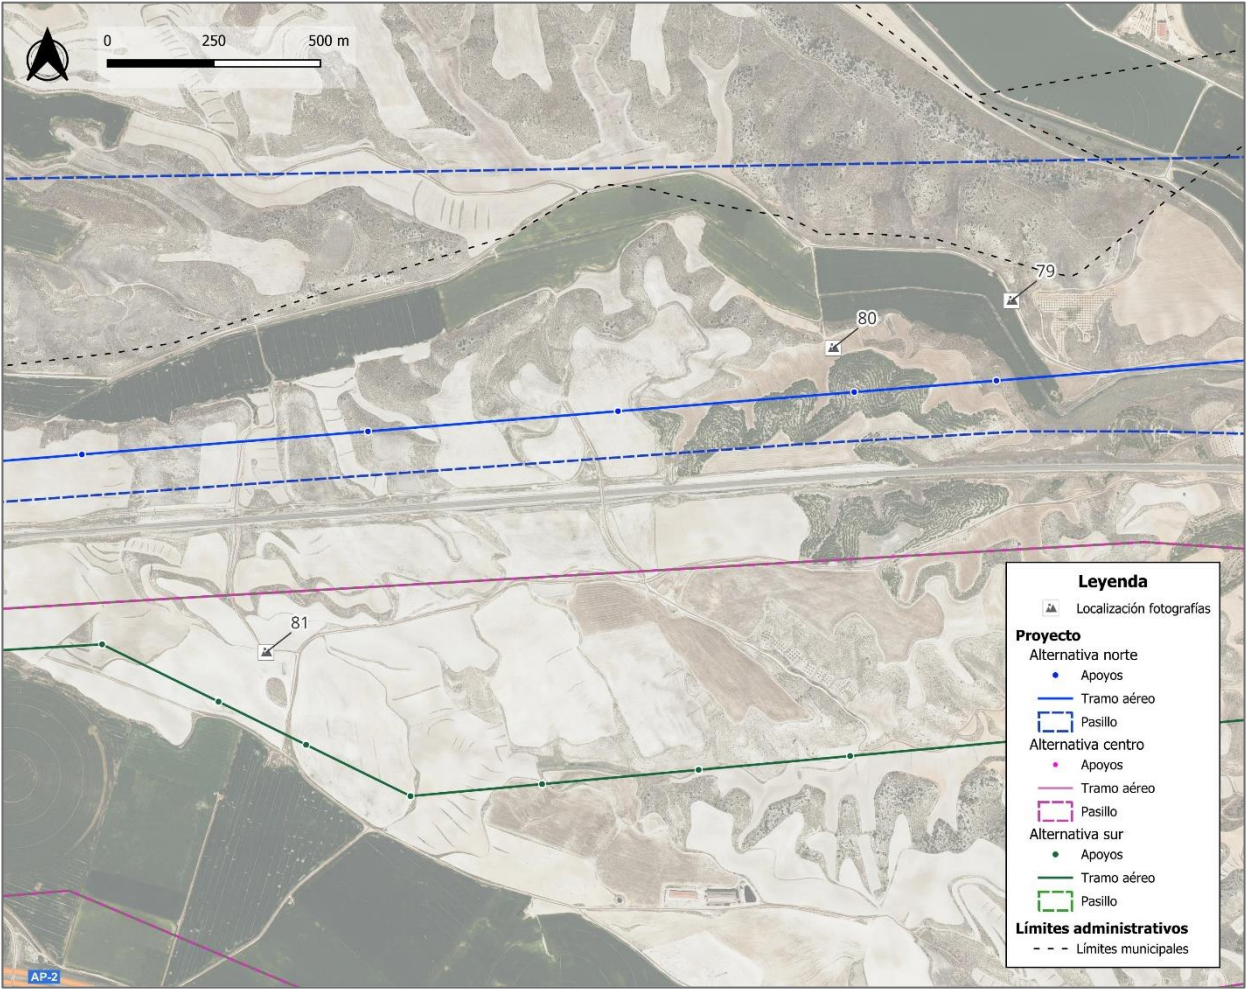 0 250 500 m
79
80
81
AP-2
Leyenda
Localización fotografías
Proyecto
Alternativa norte
Apoyos
Tramo aéreo
Pasillo
Alternativa centro
Apoyos
Tramo aéreo
Pasillo
Alternativa sur
Apoyos
Tramo aéreo
Pasillo
Límites administrativos
Límites municipales